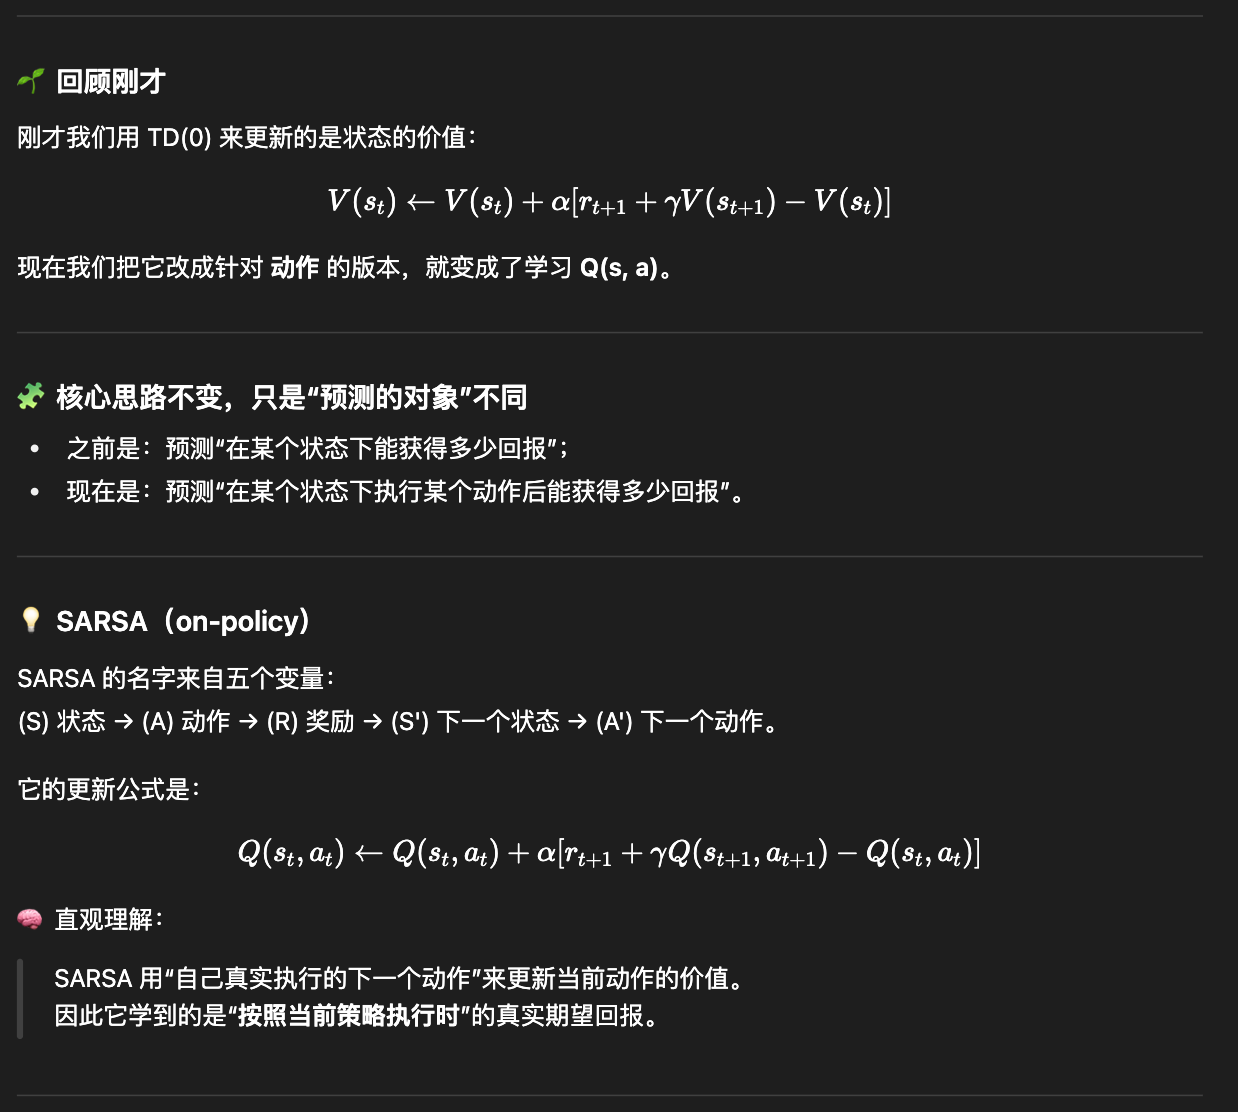 🌱 回顾刚才
刚才我们用 TD(0) 来更新的是状态的价值：
V(s_t) ← V(s_t) + α[r_{t+1} + γV(s_{t+1}) − V(s_t)]
现在我们把它改成针对 动作 的版本，就变成了学习 Q(s, a)。
🧩 核心思路不变，只是“预测的对象”不同
• 之前是：预测“在某个状态下能获得多少回报”；
• 现在是：预测“在某个状态下执行某个动作后能获得多少回报”。
💡 SARSA（on-policy）
SARSA 的名字来自五个变量：
(S) 状态 → (A) 动作 → (R) 奖励 → (S') 下一个状态 → (A') 下一个动作。
它的更新公式是：
Q(s_t, a_t) ← Q(s_t, a_t) + α[r_{t+1} + γQ(s_{t+1}, a_{t+1}) − Q(s_t, a_t)]
🧠 直观理解：
SARSA 用“自己真实执行的下一个动作”来更新当前动作的价值。
因此它学到的是“按照当前策略执行时”的真实期望回报。